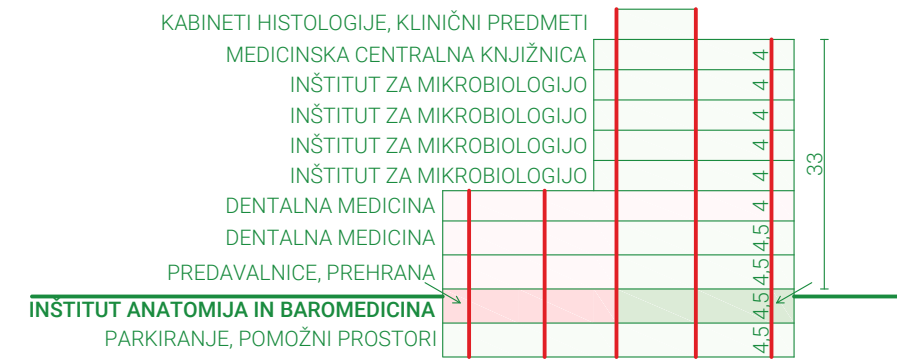 KABINETI HISTOLOGIJE, KLINIČNI PREDMETI
MEDICINSKA CENTRALNA KNJIŽNICA 4
INŠTITUT ZA MIKROBIOLOGIJO 4
INŠTITUT ZA MIKROBIOLOGIJO 4
INŠTITUT ZA MIKROBIOLOGIJO 4
INŠTITUT ZA MIKROBIOLOGIJO 4
33
DENTALNA MEDICINA 4
DENTALNA MEDICINA 4,5
PREDAVALNICE, PREHRANA 4,5
INŠTITUT ANATOMIJA IN BAROMEDICINA 4,5
PARKIRANJE, POMOŽNI PROSTORI 4,5